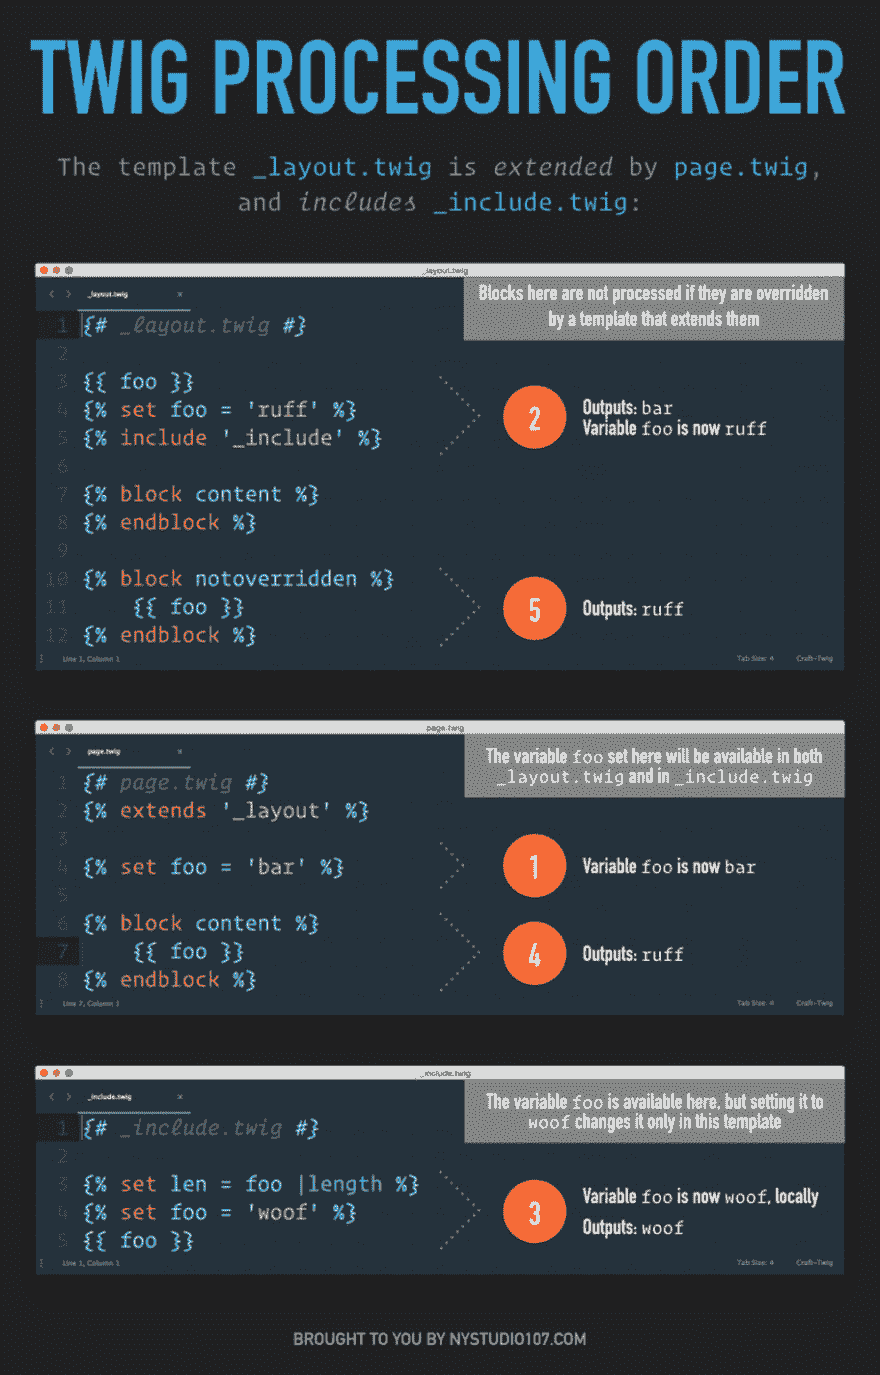 TWIG PROCESSING ORDER
The template _layout.twig is extended by page.twig,
and includes _include.twig:
_layout.twig
_layout.twig ×
Blocks here are not processed if they are overridden
by a template that extends them
1 {# _layout.twig #}
2
3 {{ foo }}
4 {% set foo = 'ruff' %}
5 {% include '_include' %}
2
Outputs: bar
Variable foo is now ruff
6
7 {% block content %}
8 {% endblock %}
9
10 {% block notoverridden %}
11 {{ foo }}
12 {% endblock %}
5
Outputs: ruff
Line 1, Column 1
Tab Size: 4 Craft-Twig
page.twig
page.twig ×
The variable foo set here will be available in both
_layout.twig and in _include.twig
1 {# page.twig #}
2 {% extends '_layout' %}
3
4 {% set foo = 'bar' %}
1
Variable foo is now bar
5
6 {% block content %}
7 {{ foo }}
8 {% endblock %}
4
Outputs: ruff
Line 7, Column 1
Tab Size: 4 Craft-Twig
_include.twig
_include.twig ×
The variable foo is available here, but setting it to
woof changes it only in this template
1 {# _include.twig #}
2
3 {% set len = foo |length %}
4 {% set foo = 'woof' %}
5 {{ foo }}
3
Variable foo is now woof, locally
Outputs: woof
Line 1, Column 1
Tab Size: 4 Craft-Twig
BROUGHT TO YOU BY NYSTUDIO107.COM